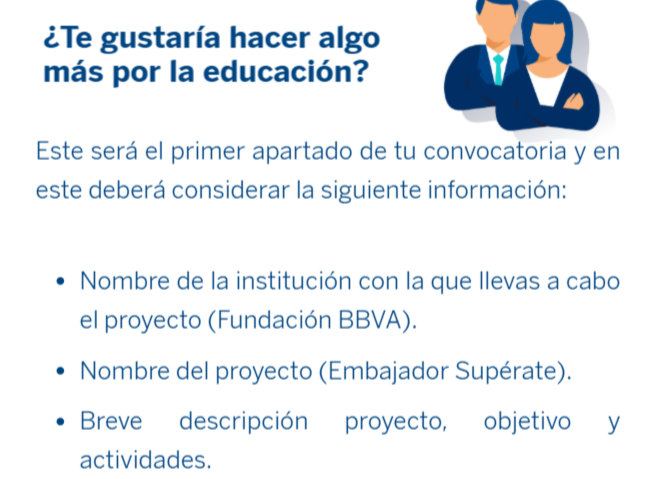 ¿Te gustaría hacer algo
más por la educación?
Este será el primer apartado de tu convocatoria y en
este deberá considerar la siguiente información:
• Nombre de la institución con la que llevas a cabo
el proyecto (Fundación BBVA).
• Nombre del proyecto (Embajador Supérate).
• Breve descripción proyecto, objetivo y
actividades.